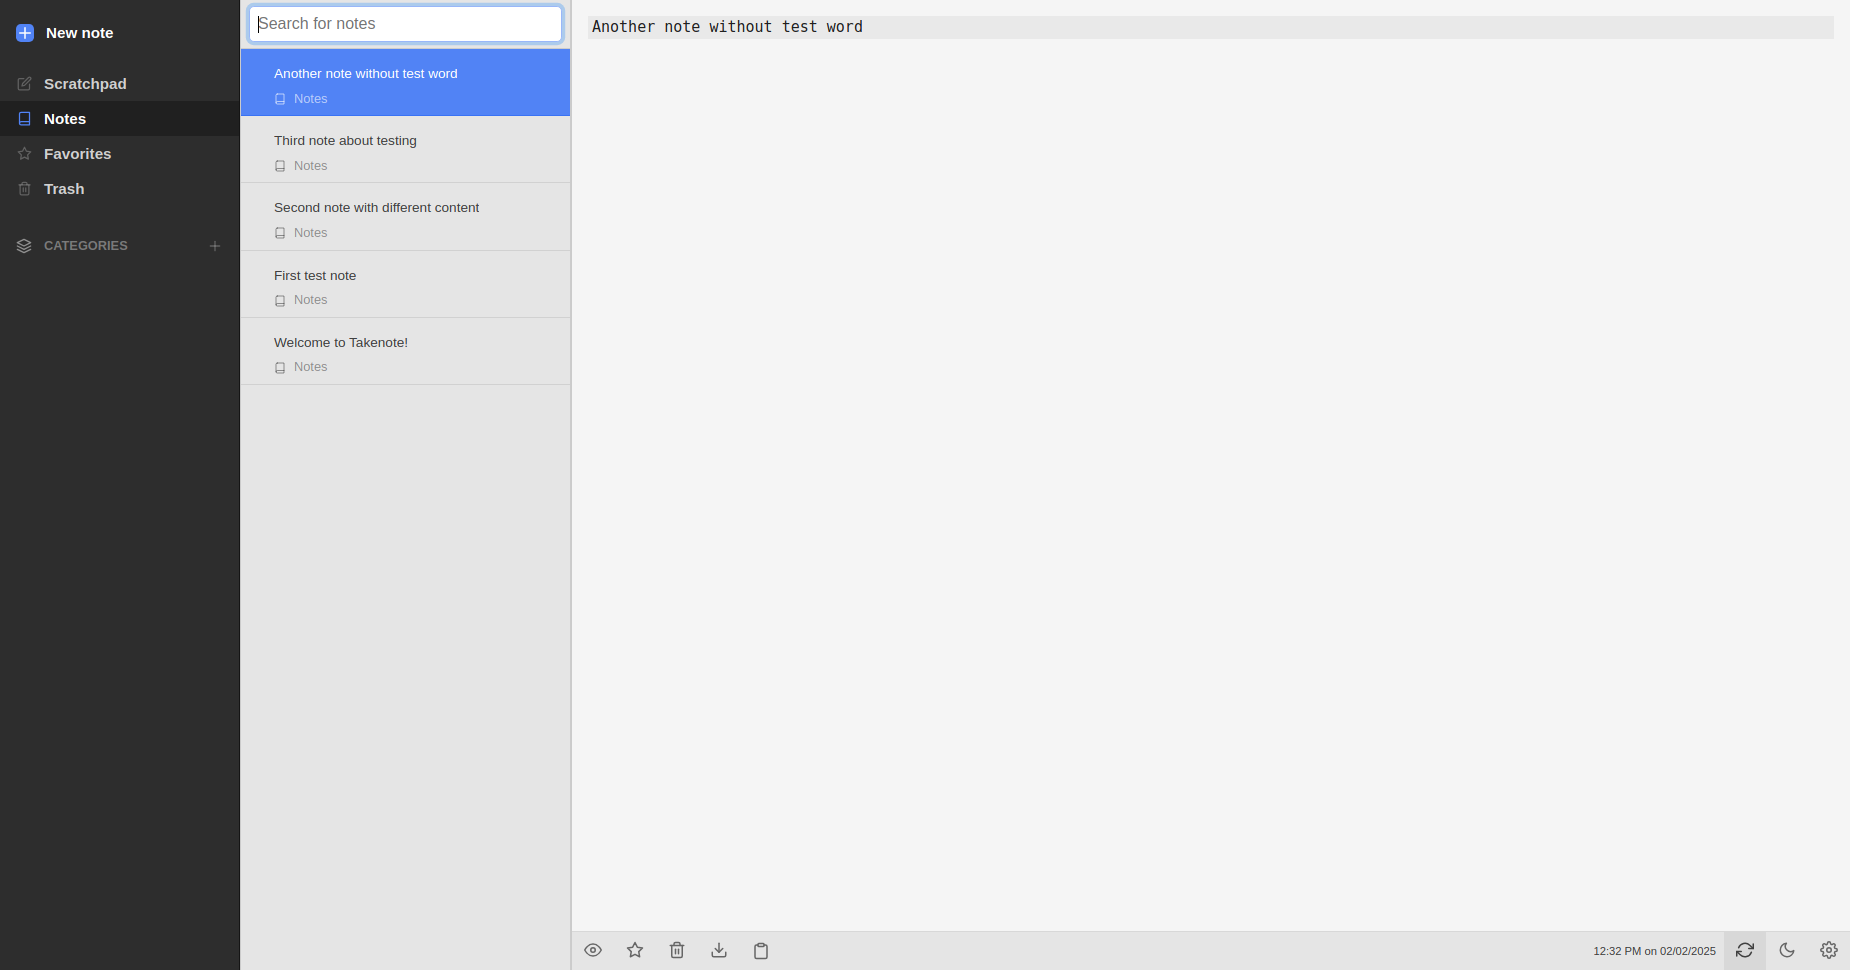 New note
Scratchpad
Notes
Favorites
Trash
CATEGORIES
Search for notes
Another note without test word
Notes
Third note about testing
Notes
Second note with different content
Notes
First test note
Notes
Welcome to Takenote!
Notes
Another note without test word
12:32 PM on 02/02/2025